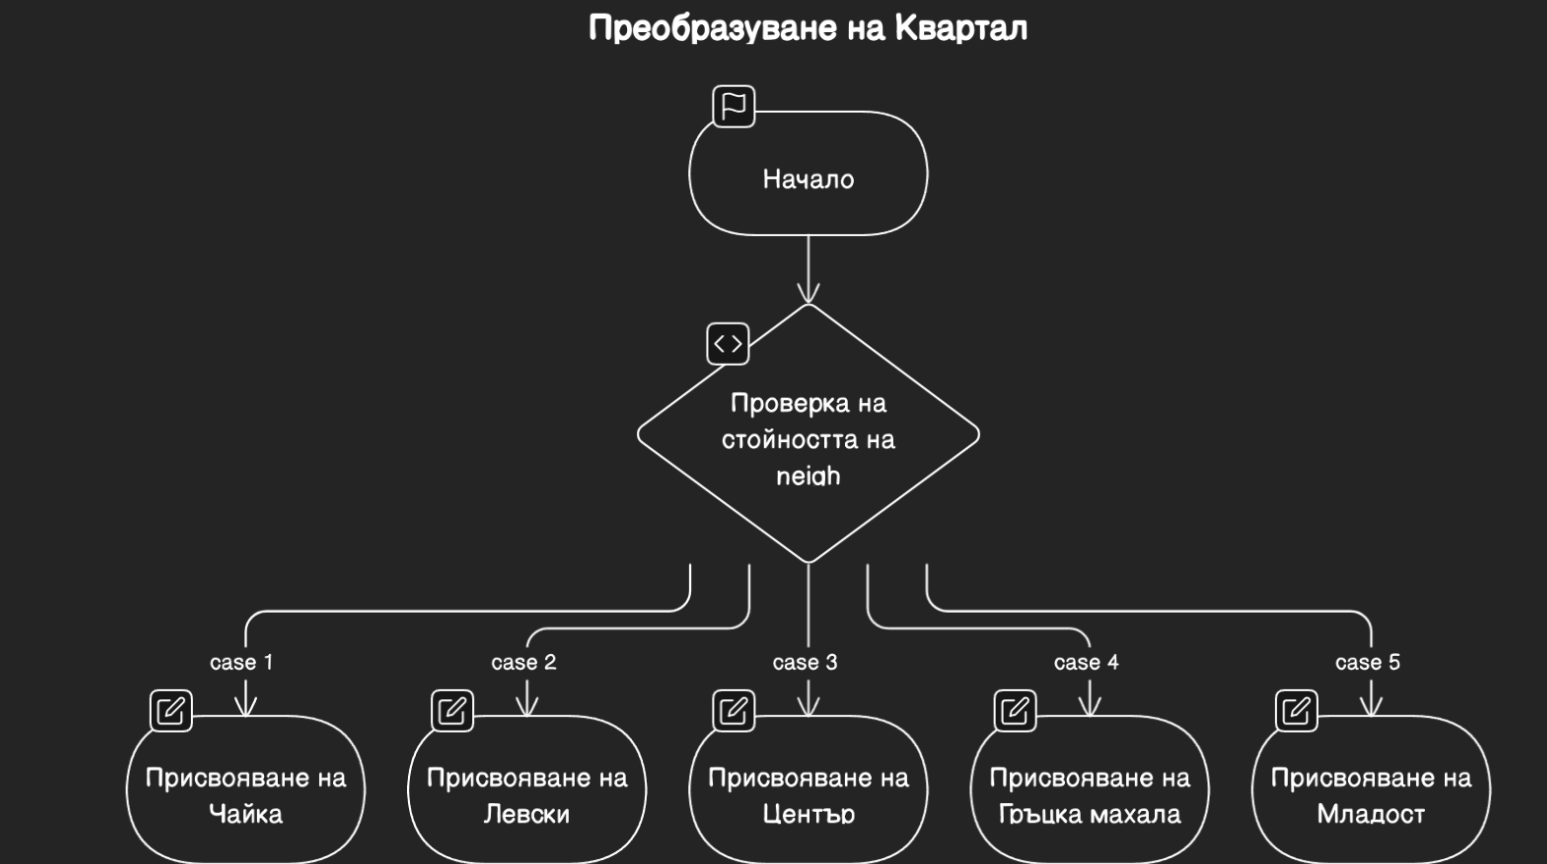 Преобразуване на Квартал
Начало
Проверка на
стойността на
neigh
case 1
case 2
case 3
case 4
case 5
Присвояване на
Чайка
Присвояване на
Левски
Присвояване на
Център
Присвояване на
Гръцка махала
Присвояване на
Младост